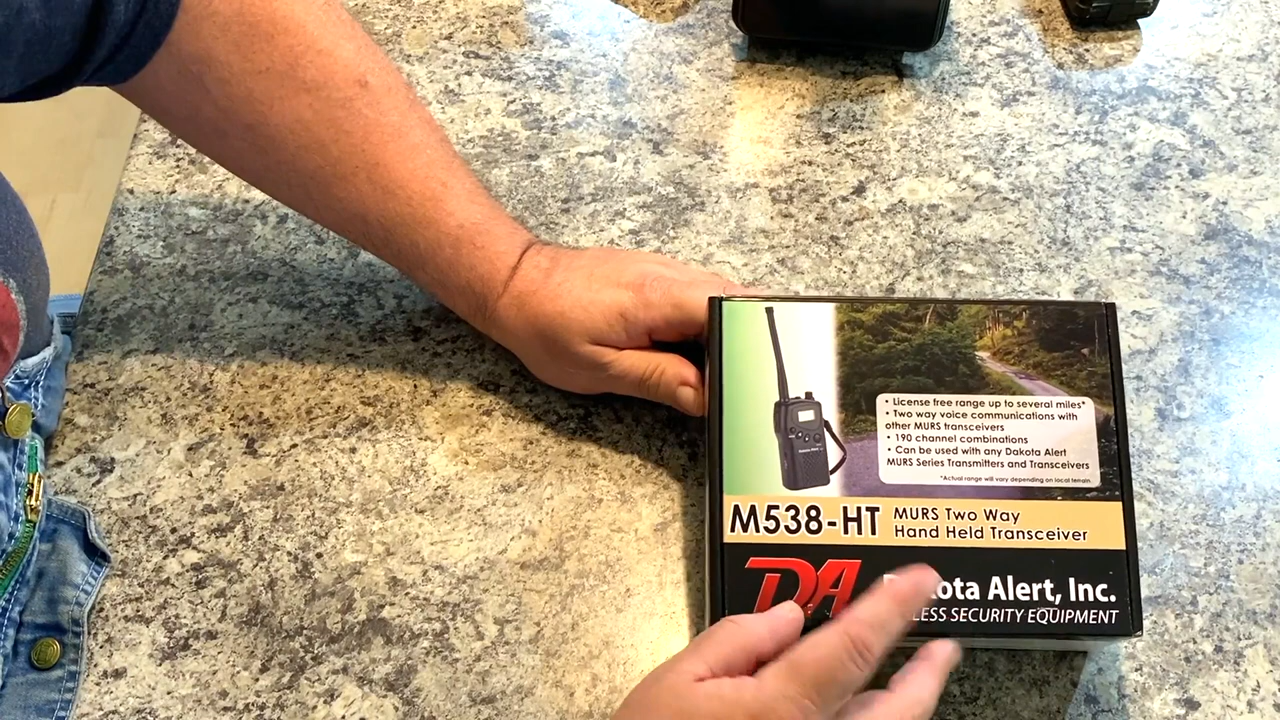 • License free range up to several miles*
• Two way voice communications with
other MURS transceivers
• 190 channel combinations
• Can be used with any Dakota Alert
MURS Series Transmitters and Transceivers
*Actual range will vary depending on local terrain.
M538-HT
MURS Two Way
Hand Held Transceiver
DA
Alert, Inc.
SECURITY EQUIPMENT